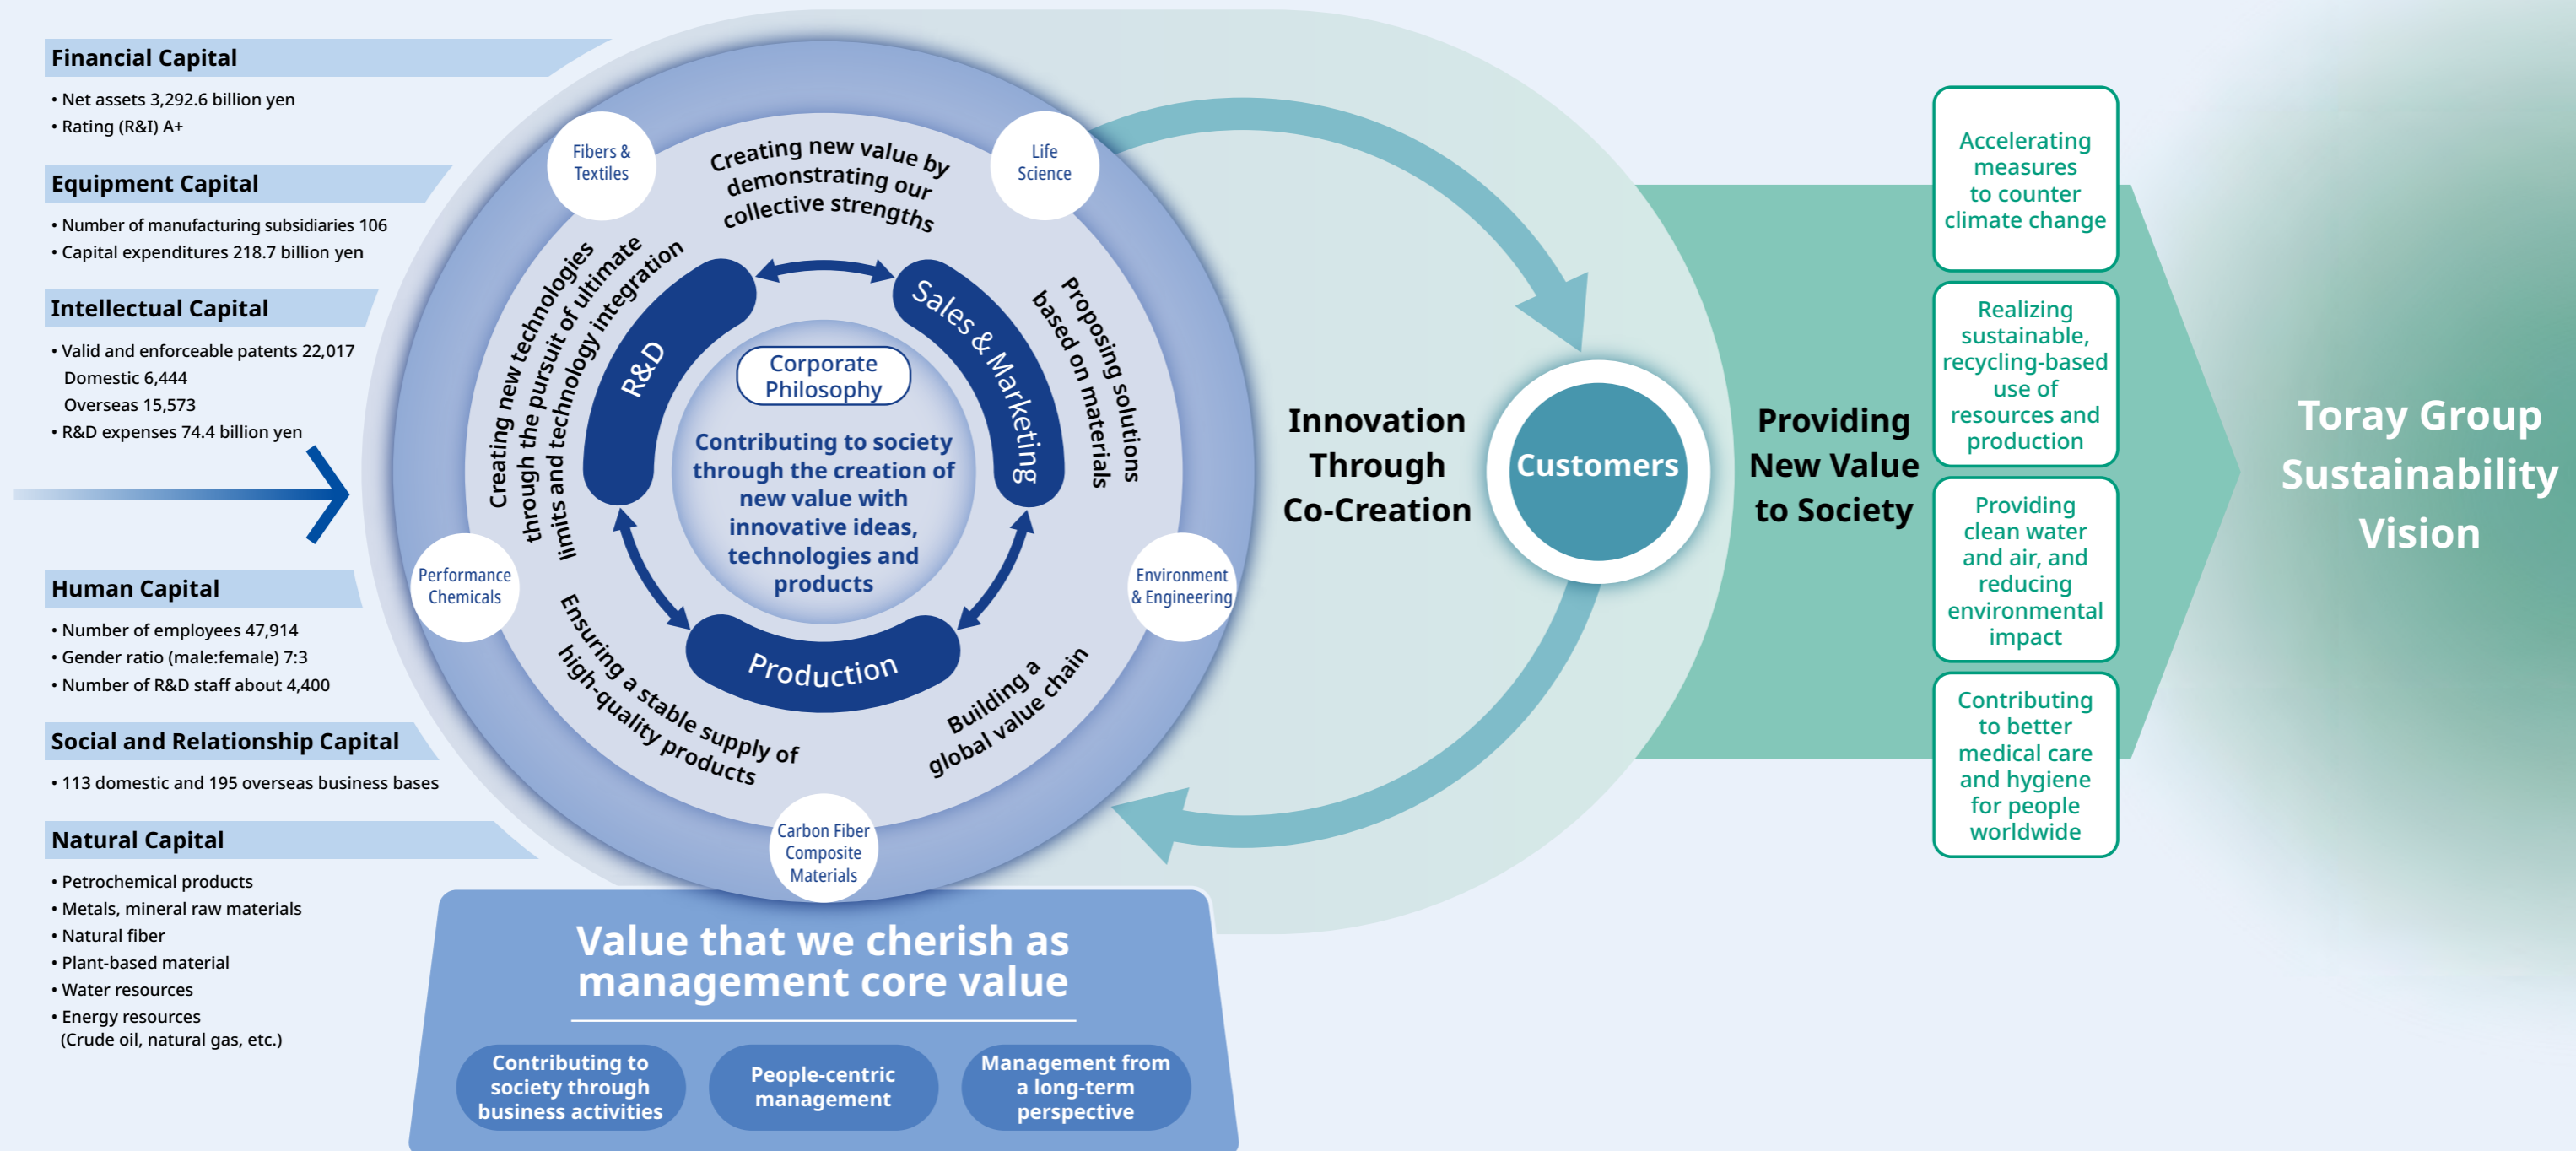 Financial Capital
• Net assets 3,292.6 billion yen
• Rating (R&I) A+
Equipment Capital
• Number of manufacturing subsidiaries 106
• Capital expenditures 218.7 billion yen
Intellectual Capital
• Valid and enforceable patents 22,017
Domestic 6,444
Overseas 15,573
• R&D expenses 74.4 billion yen
Human Capital
• Number of employees 47,914
• Gender ratio (male:female) 7:3
• Number of R&D staff about 4,400
Social and Relationship Capital
• 113 domestic and 195 overseas business bases
Natural Capital
• Petrochemical products
• Metals, mineral raw materials
• Natural fiber
• Plant-based material
• Water resources
• Energy resources
(Crude oil, natural gas, etc.)
Fibers &
Textiles
Life
Science
Performance
Chemicals
Environment
& Engineering
Carbon Fiber
Composite
Materials
Creating new value by
demonstrating our
collective strengths
Creating new technologies
through the pursuit of ultimate
limits and technology integration
Proposing solutions
based on materials
Ensuring a stable supply of
high-quality products
Building a
global value chain
R&D
Sales & Marketing
Production
Corporate
Philosophy
Contributing to society
through the creation of
new value with
innovative ideas,
technologies and
products
Value that we cherish as
management core value
Contributing to
society through
business activities
People-centric
management
Management from
a long-term
perspective
Innovation
Through
Co-Creation
Customers
Providing
New Value
to Society
Accelerating
measures
to counter
climate change
Realizing
sustainable,
recycling-based
use of
resources and
production
Providing
clean water
and air, and
reducing
environmental
impact
Contributing
to better
medical care
and hygiene
for people
worldwide
Toray Group
Sustainability
Vision